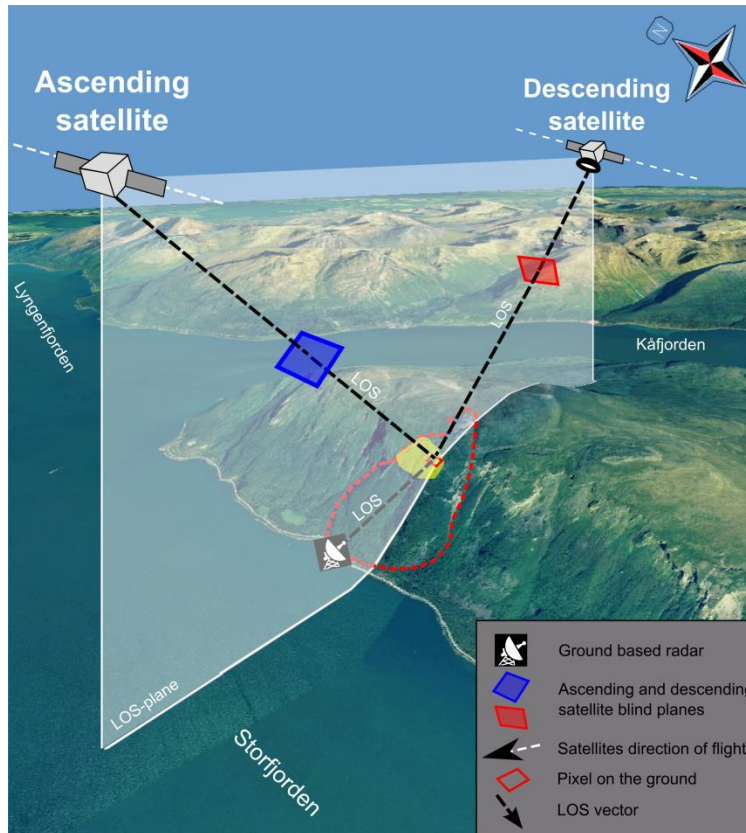 N
Ascending
satellite
Descending
satellite
Lyngenfjorden
LOS
Kåfjorden
LOS
LOS
LOS-plane
Storfjorden
Ground based radar
Ascending and descending
satellite blind planes
Satellites direction of flight
Pixel on the ground
LOS vector